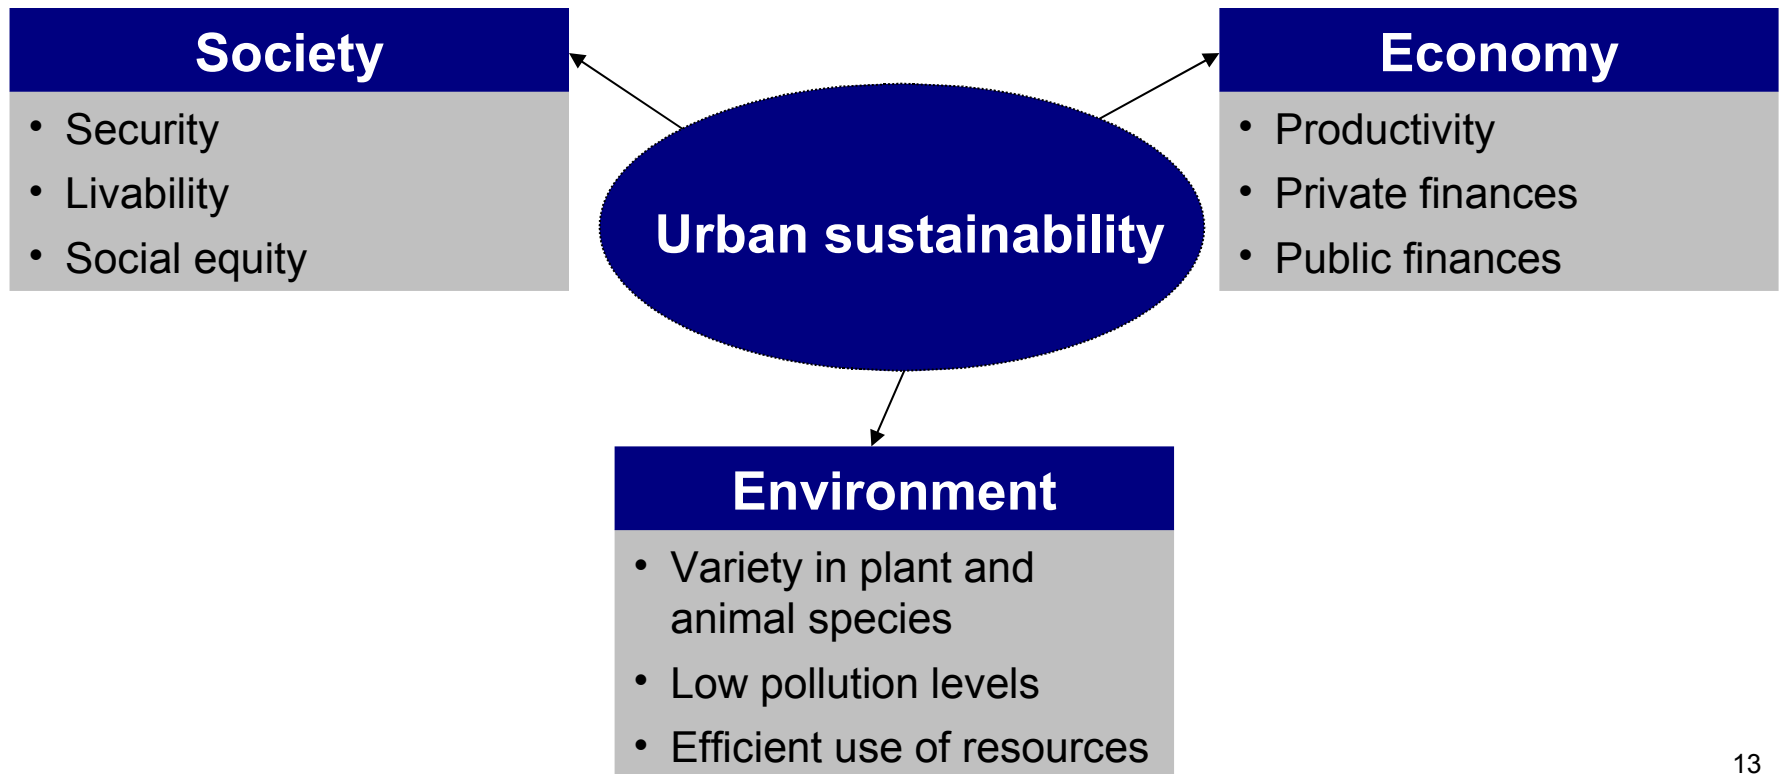 Society
• Security
• Livability
• Social equity
Urban sustainability
Economy
• Productivity
• Private finances
• Public finances
Environment
• Variety in plant and
animal species
• Low pollution levels
• Efficient use of resources
13